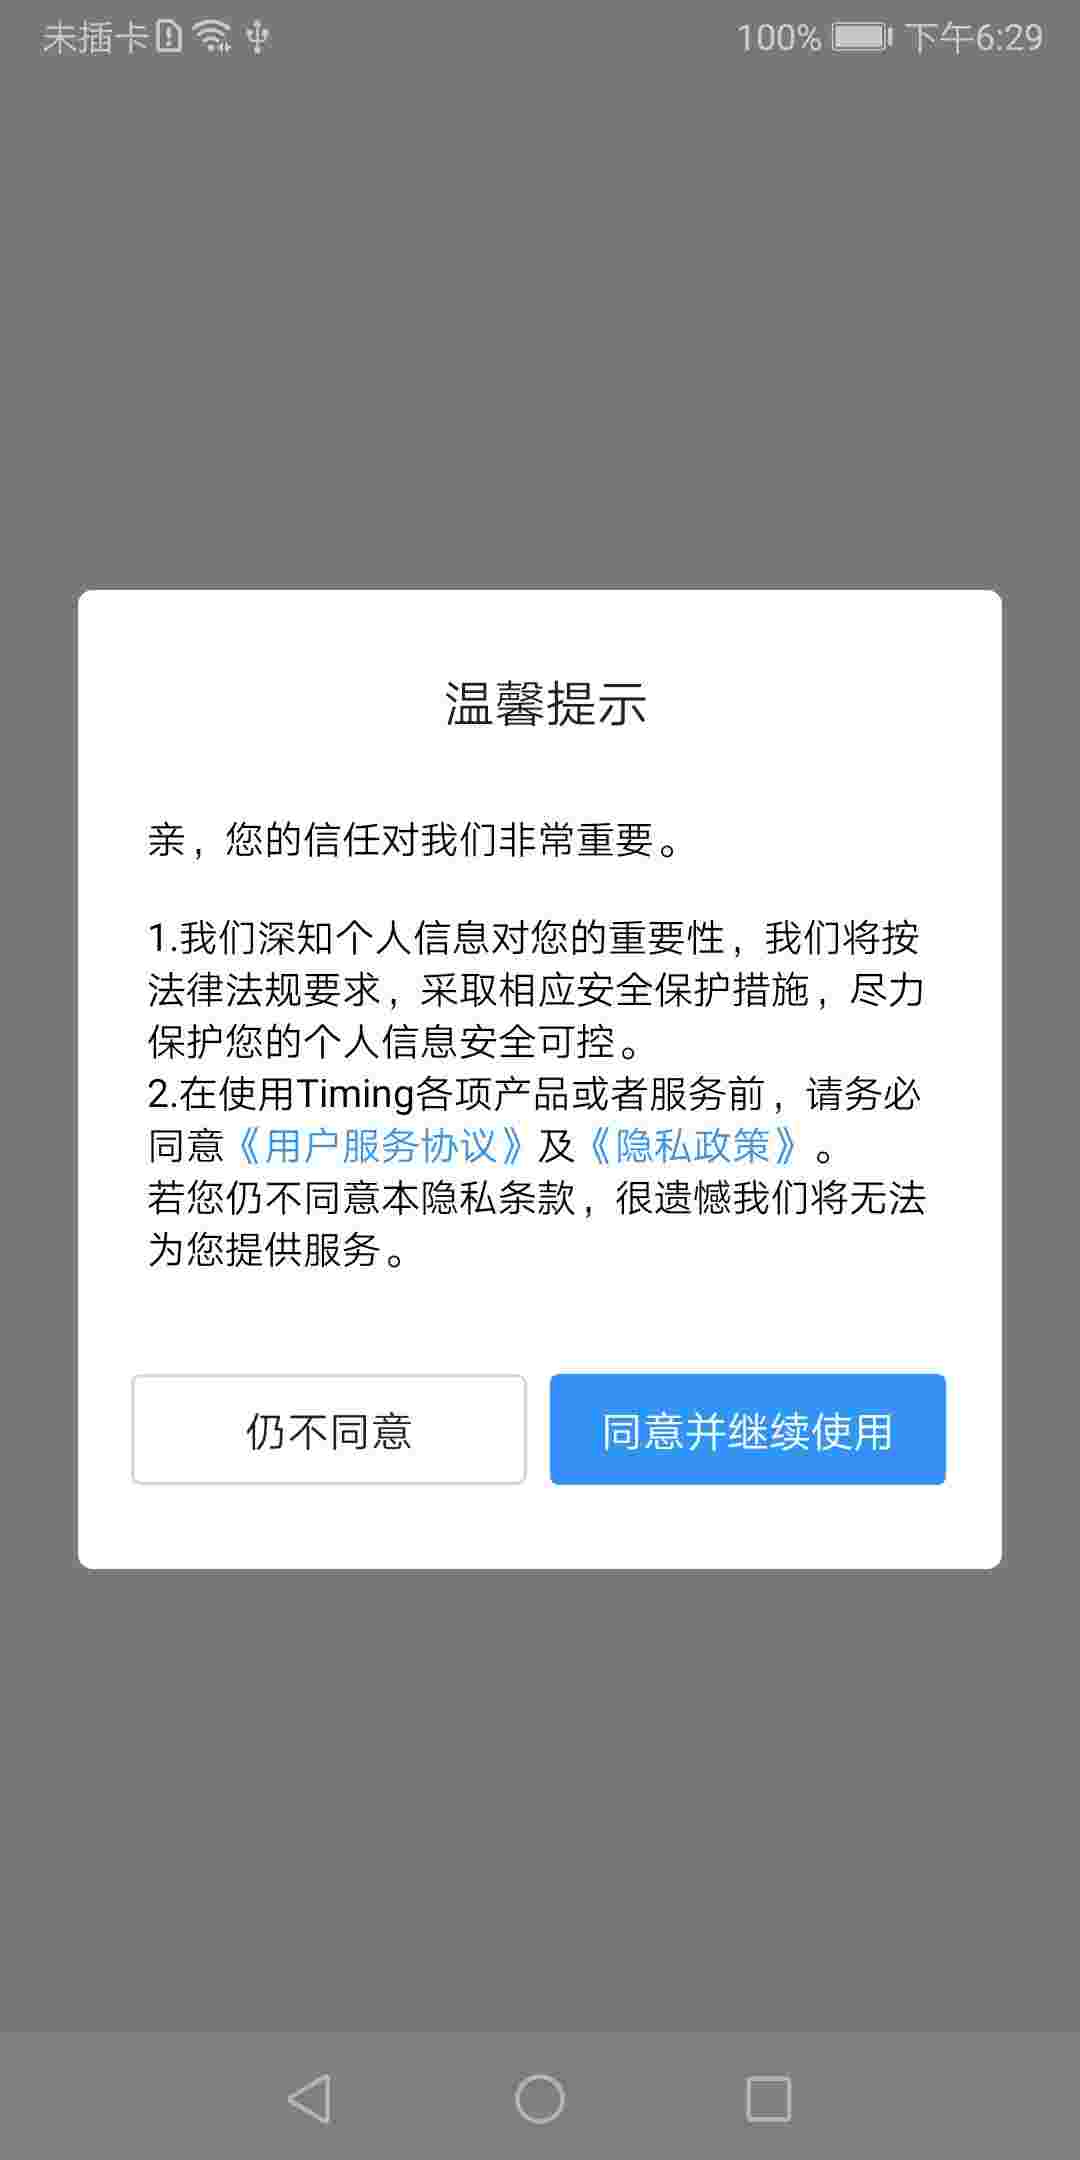 未插卡
100% 下午6:29
温馨提示
亲，您的信任对我们非常重要。
1.我们深知个人信息对您的重要性，我们将按
法律法规要求，采取相应安全保护措施，尽力
保护您的个人信息安全可控。
2.在使用Timing各项产品或者服务前，请务必
同意《用户服务协议》及《隐私政策》。
若您仍不同意本隐私条款，很遗憾我们将无法
为您提供服务。
仍不同意
同意并继续使用